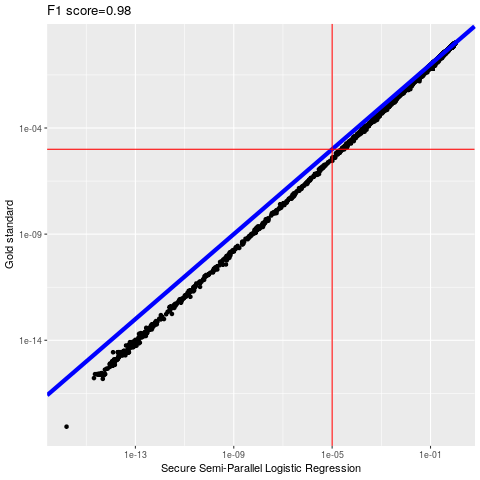 F1 score=0.98
Gold standard
1e-04
1e-09
1e-14
1e-13
1e-09
1e-05
1e-01
Secure Semi-Parallel Logistic Regression